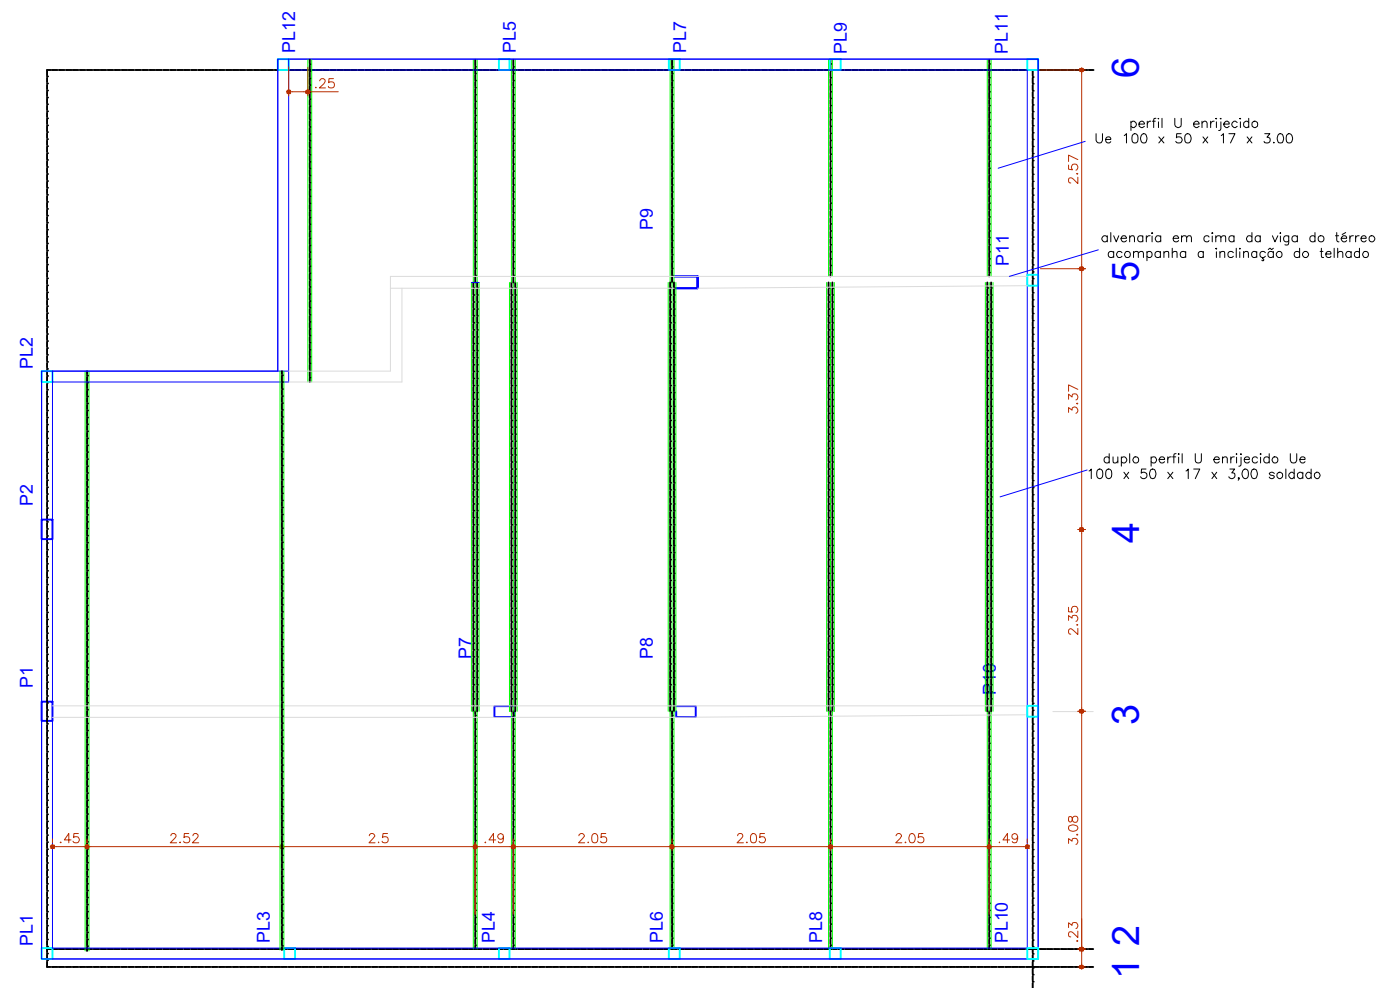 PL12
PL5
PL7
PL9
PL11
6
.25
perfil U enrijecido
Ue 100 x 50 x 17 x 3.00
2.57
P9
P11
alvenaria em cima da viga do térreo
acompanha a inclinação do telhado
5
PL2
3.37
duplo perfil U enrijecido Ue
100 x 50 x 17 x 3,00 soldado
P2
4
2.35
P1
P7
P8
P10
3
.45
2.52
2.5
.49
2.05
2.05
2.05
.49
3.08
PL1
PL3
PL4
PL6
PL8
PL10
.23
2
1